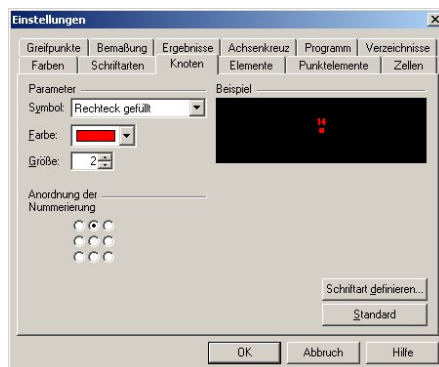 Einstellungen
Greifpunkte Bemaßung Ergebnisse Achsenkreuz Programm Verzeichnisse
Farben Schriftarten Knoten Elemente Punktelemente Zellen
Parameter
Beispiel
Symbol: Rechteck gefüllt
14
Farbe:
Größe: 2
Anordnung der
Nummerierung
Schriftart definieren...
Standard
OK Abbruch Hilfe